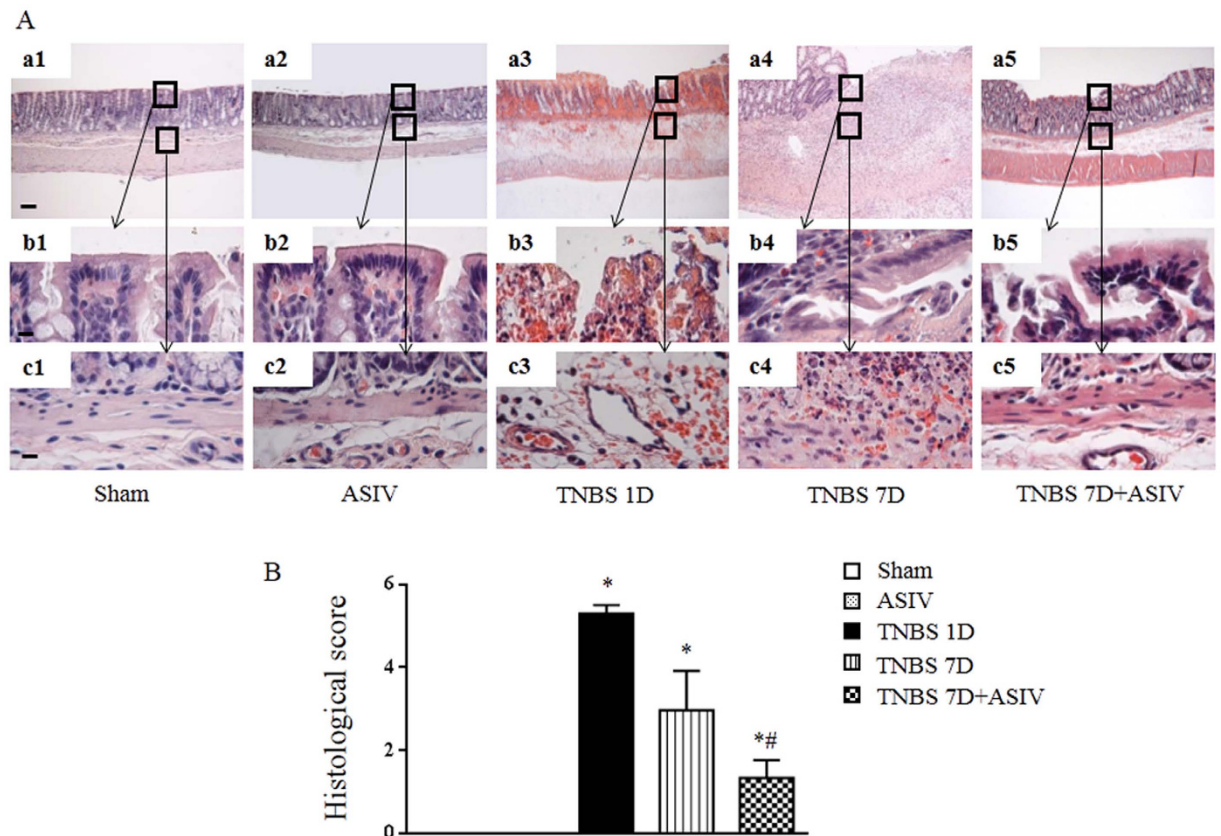 A
a1 a2 a3 a4 a5
b1 b2 b3 b4 b5
c1 c2 c3 c4 c5
Sham ASIV TNBS 1D TNBS 7D TNBS 7D+ASIV
B
Histological score
6
4
2
0
*
*
*#
Sham
ASIV
TNBS 1D
TNBS 7D
TNBS 7D+ASIV